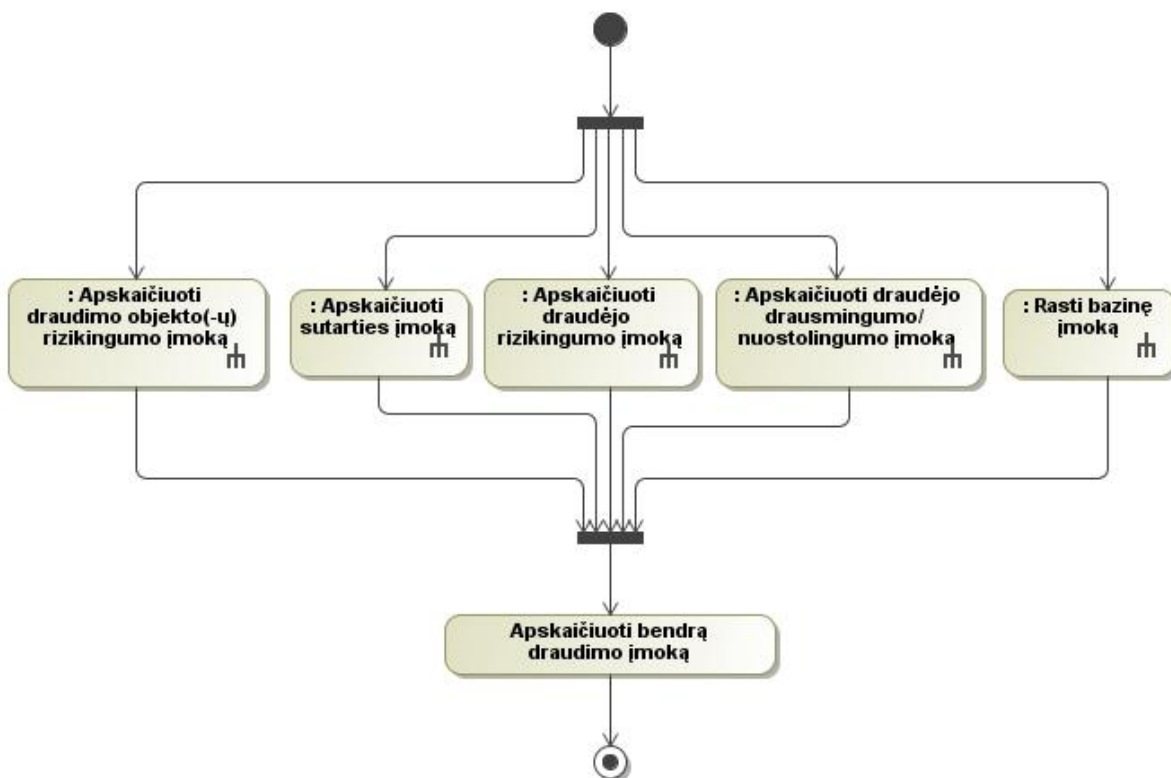 : Apskaičiuoti
draudimo objekto(-ų)
rizikingumo įmoką
: Apskaičiuoti
sutarties įmoką
: Apskaičiuoti
draudėjo
rizikingumo įmoką
: Apskaičiuoti draudėjo
drausmingumo/
nuostolingumo įmoka
: Rasti bazinę
įmoką
Apskaičiuoti bendrą
draudimo įmoką